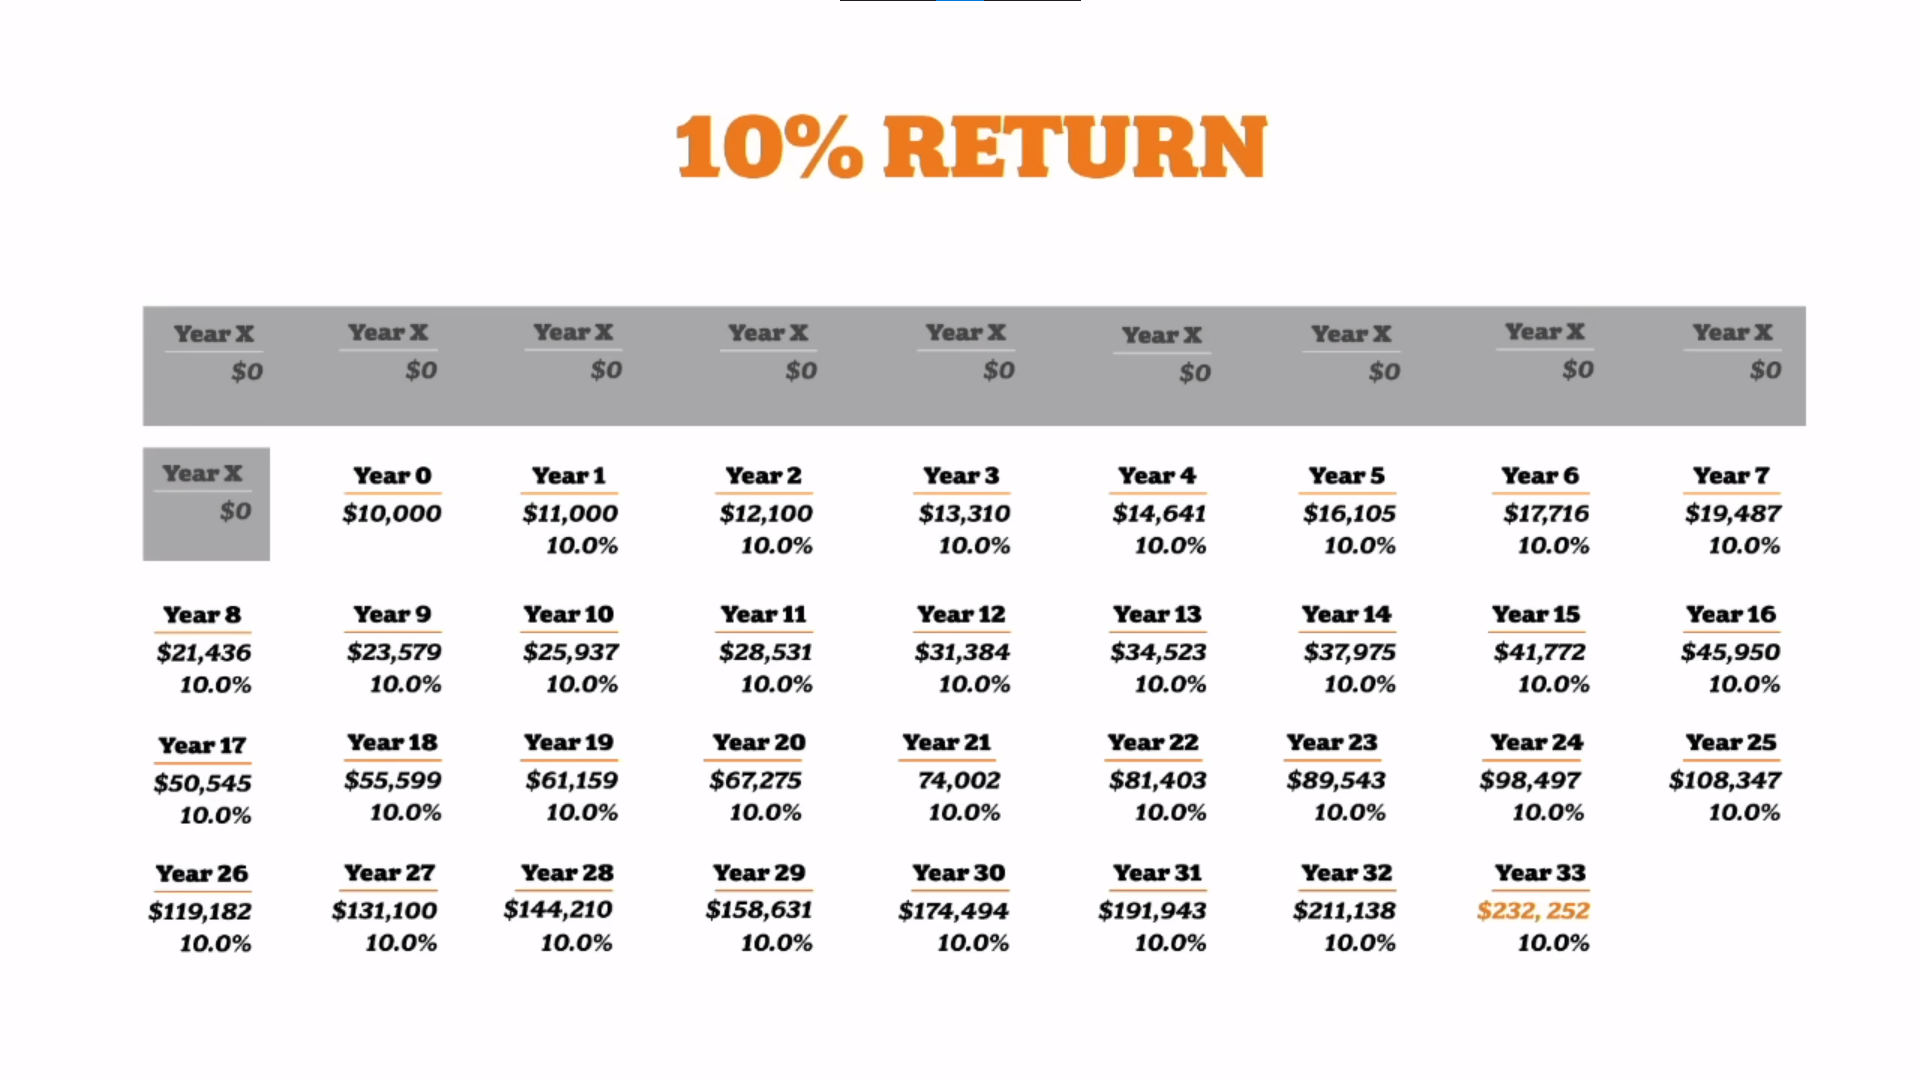 10% RETURN
Year X Year X Year X Year X Year X Year X Year X Year X Year X
$0 $0 $0 $0 $0 $0 $0 $0 $0
Year X Year 0 Year 1 Year 2 Year 3 Year 4 Year 5 Year 6 Year 7
$0 $10,000 $11,000 $12,100 $13,310 $14,641 $16,105 $17,716 $19,487
10.0% 10.0% 10.0% 10.0% 10.0% 10.0% 10.0%
Year 8 Year 9 Year 10 Year 11 Year 12 Year 13 Year 14 Year 15 Year 16
$21,436 $23,579 $25,937 $28,531 $31,384 $34,523 $37,975 $41,772 $45,950
10.0% 10.0% 10.0% 10.0% 10.0% 10.0% 10.0% 10.0% 10.0%
Year 17 Year 18 Year 19 Year 20 Year 21 Year 22 Year 23 Year 24 Year 25
$50,545 $55,599 $61,159 $67,275 74,002 $81,403 $89,543 $98,497 $108,347
10.0% 10.0% 10.0% 10.0% 10.0% 10.0% 10.0% 10.0% 10.0%
Year 26 Year 27 Year 28 Year 29 Year 30 Year 31 Year 32 Year 33
$119,182 $131,100 $144,210 $158,631 $174,494 $191,943 $211,138 $232, 252
10.0% 10.0% 10.0% 10.0% 10.0% 10.0% 10.0% 10.0%